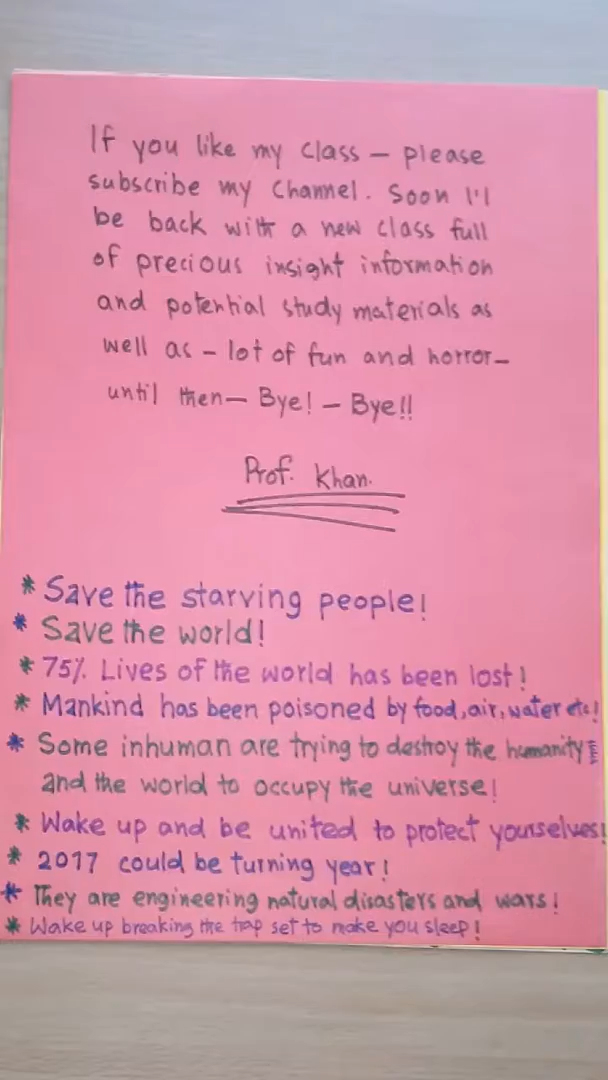 If you like my class – please
subscribe my Channel. Soon I'l
be back with a new class full
of precious insight information
and potential study materials as
well as – lot of fun and horror–
until then– Bye! – Bye!!
Prof. Khan.
* Save the starving people!
* Save the world!
* 75% Lives of the world has been lost!
* Mankind has been poisoned by food, air, water etc!
* Some inhuman are trying to destroy the humanity
and the world to occupy the universe!
* Wake up and be united to protect yourselves!
* 2017 could be turning year!
* They are engineering natural disasters and wars!
* Wake up breaking the trap set to make you sleep!